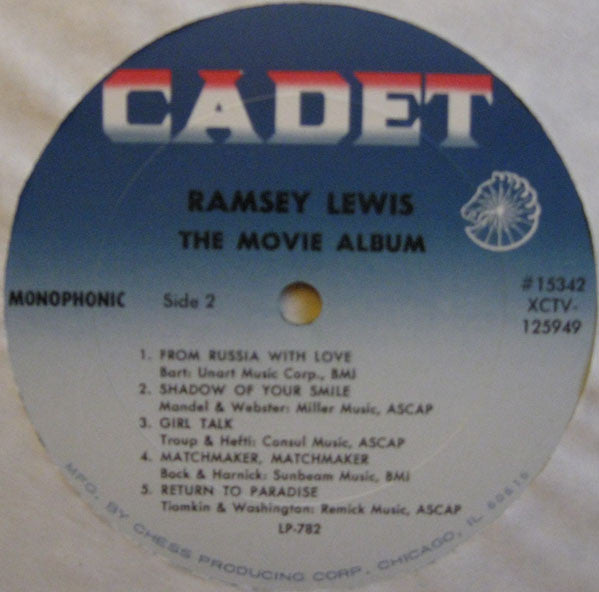 CADET
RAMSEY LEWIS
THE MOVIE ALBUM
MONOPHONIC
Side 2
#15342
XCTV-
125949
1. FROM RUSSIA WITH LOVE
Bart: Unart Music Corp., BMI
2. SHADOW OF YOUR SMILE
Mandel & Webster: Miller Music, ASCAP
3. GIRL TALK
Troup & Hefti: Consul Music, ASCAP
4. MATCHMAKER, MATCHMAKER
Bock & Harnick: Sunbeam Music, BMI
5. RETURN TO PARADISE
Tiomkin & Washington: Remick Music, ASCAP
LP-782
MFG. BY CHESS PRODUCING CORP., CHICAGO, IL 60616